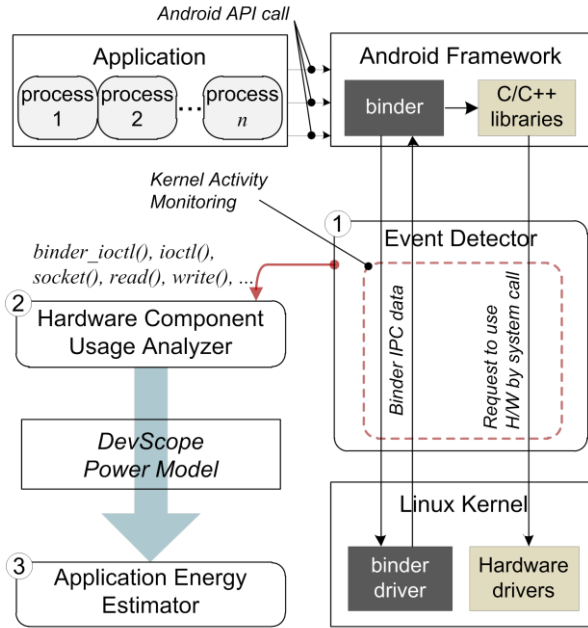 Android API call
Application
process
1
process
2
...
process
n
Android Framework
binder
C/C++
libraries
Kernel Activity
Monitoring
1
Event Detector
binder_ioctl(), ioctl(),
socket(), read(), write(), ...
2
Hardware Component
Usage Analyzer
Binder IPC data
Request to use
H/W by system call
DevScope
Power Model
Linux Kernel
binder
driver
Hardware
drivers
3
Application Energy
Estimator